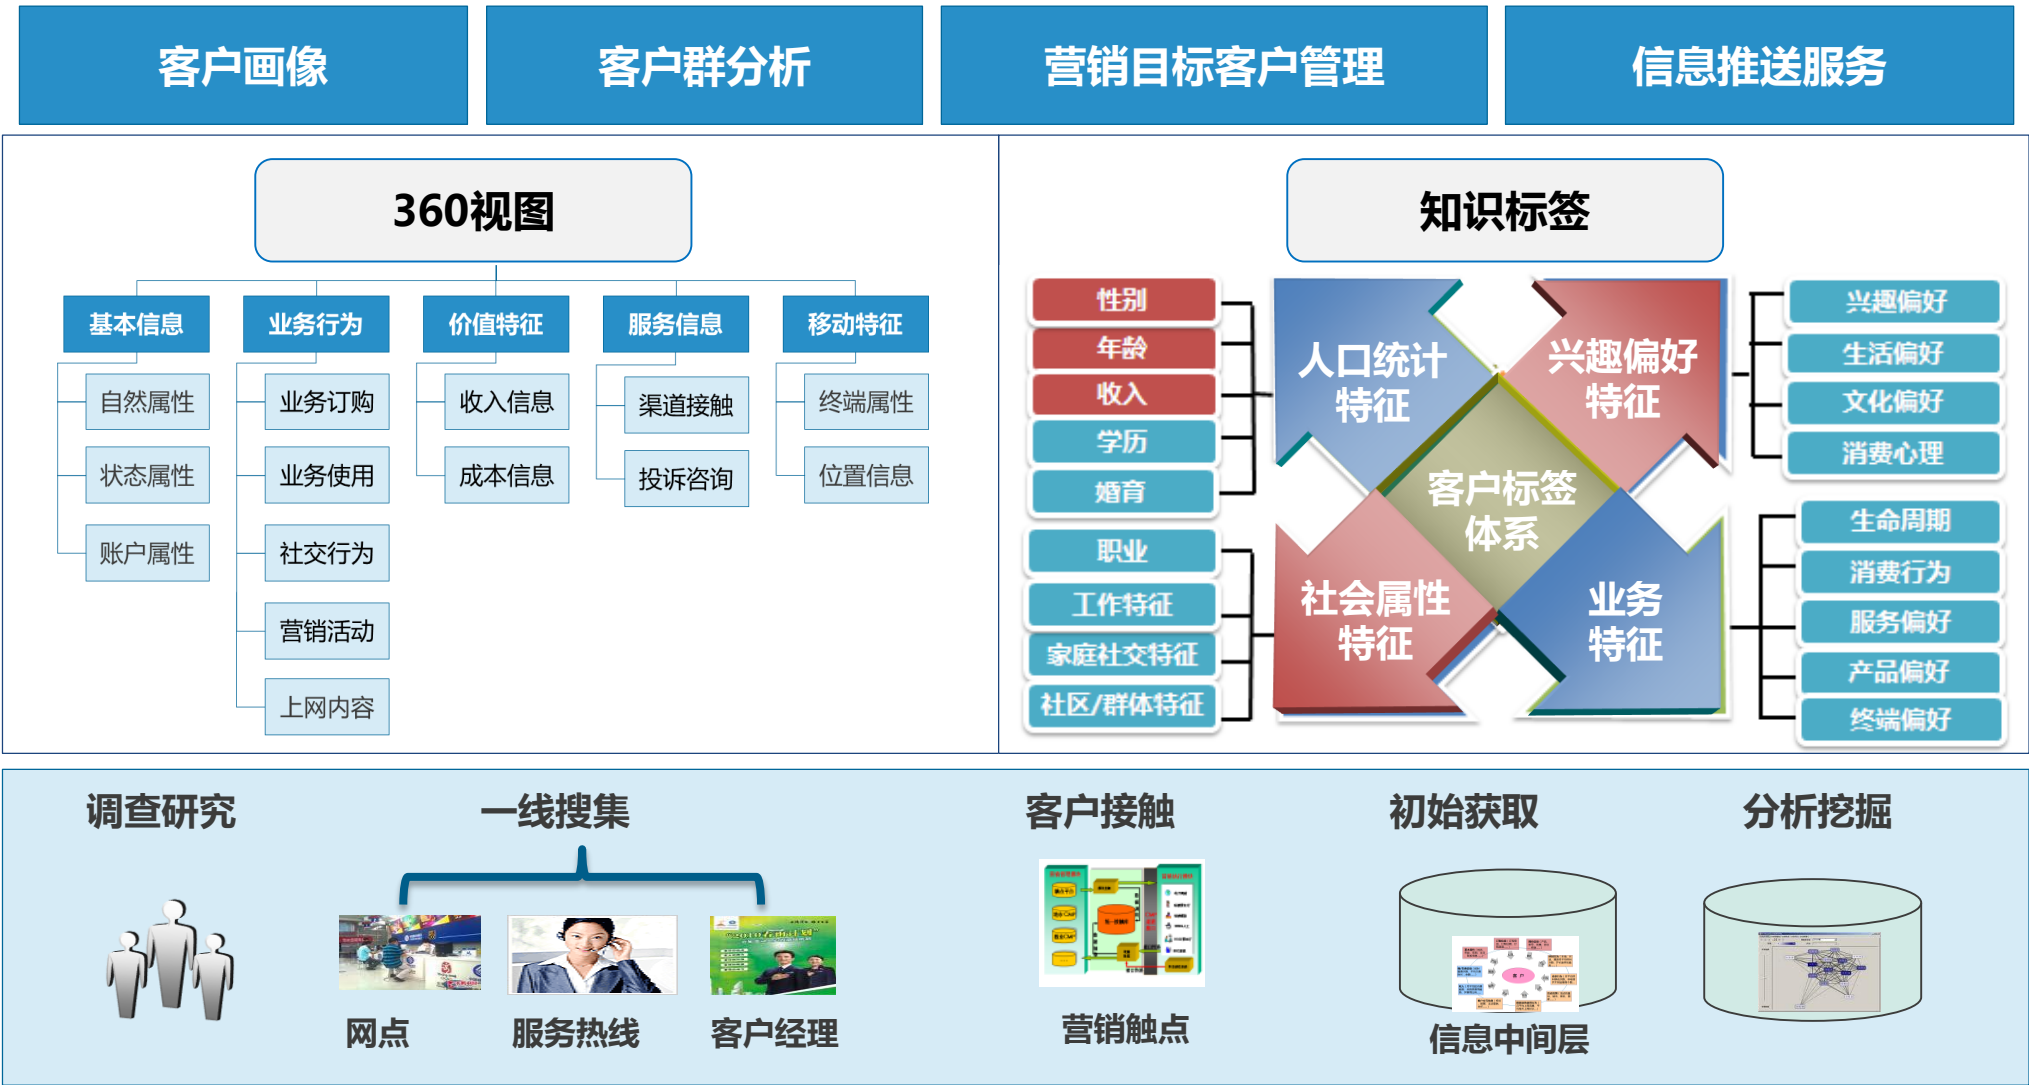 客户画像
客户群分析
营销目标客户管理
信息推送服务
360视图
基本信息
业务行为
价值特征
服务信息
移动特征
自然属性
业务订购
收入信息
渠道接触
终端属性
状态属性
业务使用
成本信息
投诉咨询
位置信息
账户属性
社交行为
营销活动
上网内容
知识标签
性别
年龄
收入
学历
婚育
职业
工作特征
家庭社交特征
社区/群体特征
人口统计
特征
兴趣偏好
特征
客户标签
体系
社会属性
特征
业务
特征
兴趣偏好
生活偏好
文化偏好
消费心理
生命周期
消费行为
服务偏好
产品偏好
终端偏好
调查研究
一线搜集
客户接触
初始获取
分析挖掘
网点
服务热线
客户经理
营销触点
信息中间层
客户